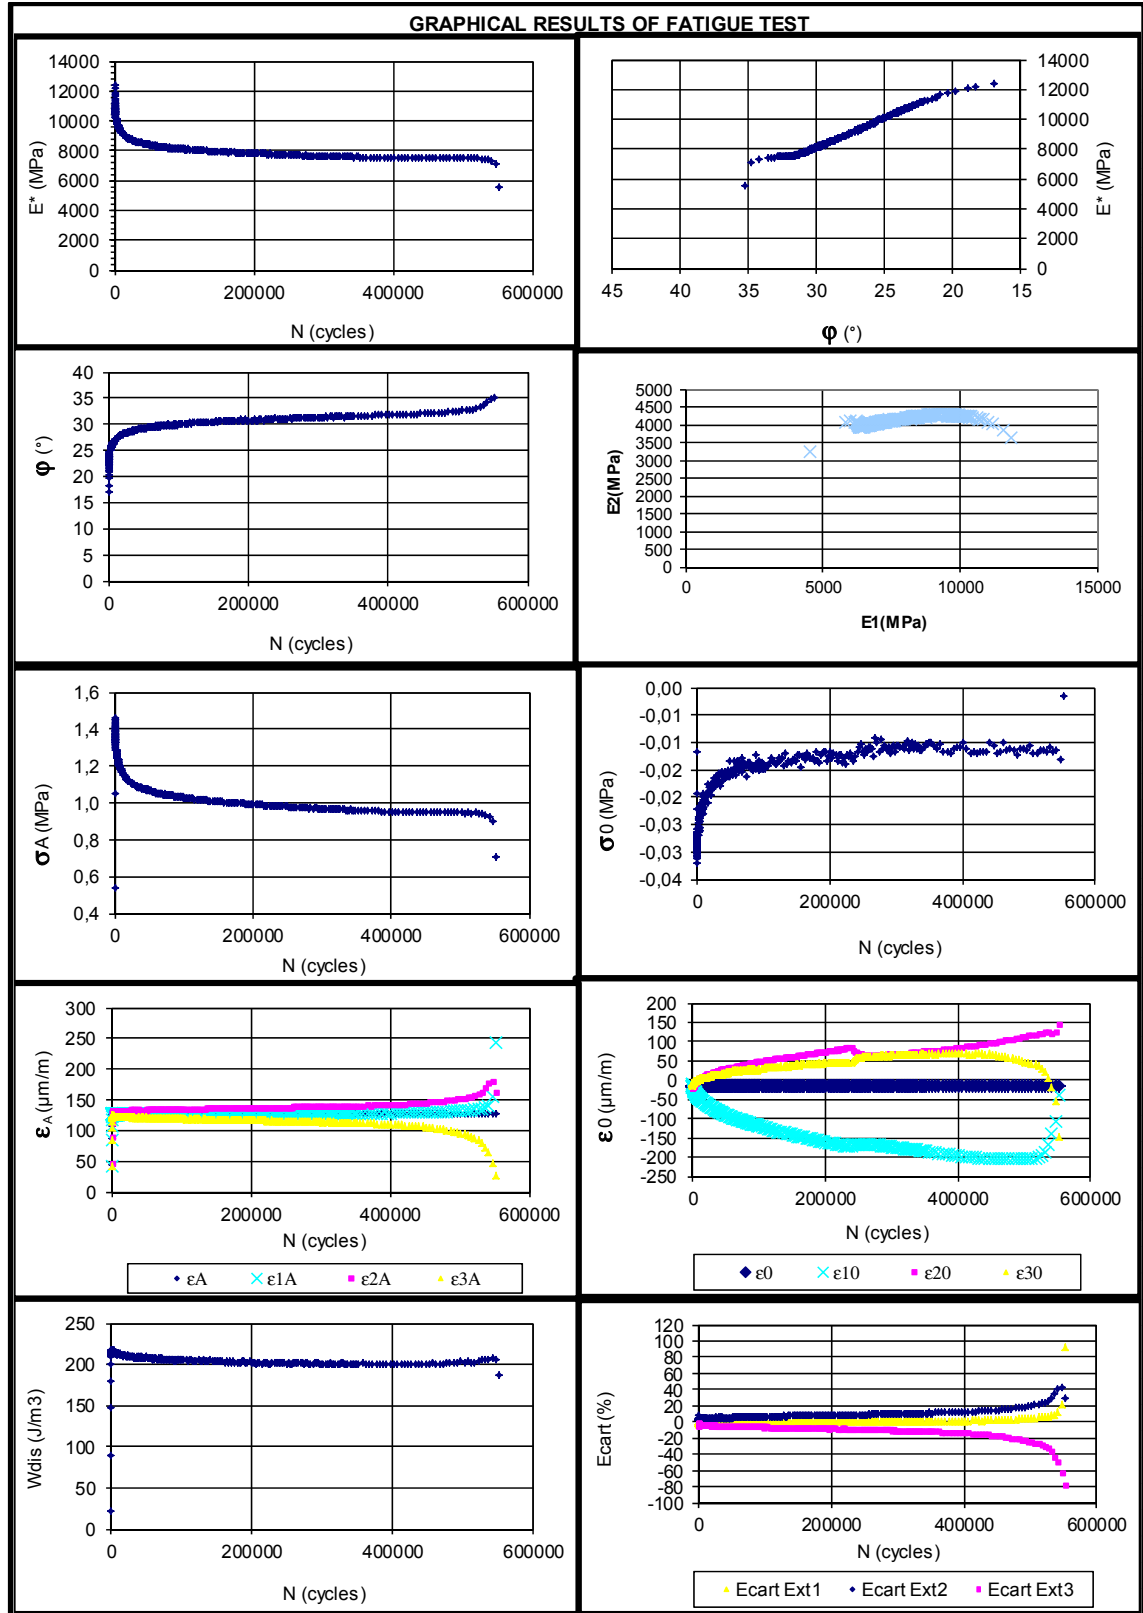 GRAPHICAL RESULTS OF FATIGUE TEST
14000
12000
10000
8000
6000
4000
2000
0
E* (MPa)
0 200000 400000 600000
N (cycles)
14000
12000
10000
8000
6000
4000
2000
0
E* (MPa)
45 40 35 30 25 20 15
φ (°)
40
35
30
25
20
15
10
5
0
φ (°)
0 200000 400000 600000
N (cycles)
5000
4500
4000
3500
3000
2500
2000
1500
1000
500
0
E2(MPa)
0 5000 10000 15000
E1(MPa)
1,6
1,4
1,2
1,0
0,8
0,6
0,4
σA (MPa)
0 200000 400000 600000
N (cycles)
0,00
-0,01
-0,01
-0,02
-0,02
-0,03
-0,03
-0,04
σ0 (MPa)
0 200000 400000 600000
N (cycles)
300
250
200
150
100
50
0
εA (µm/m)
0 200000 400000 600000
N (cycles)
εA ε1A ε2A ε3A
200
150
100
50
0
-50
-100
-150
-200
-250
ε0 (µm/m)
0 200000 400000 600000
N (cycles)
ε0 ε10 ε20 ε30
250
200
150
100
50
0
Wdis (J/m3)
0 200000 400000 600000
N (cycles)
120
100
80
60
40
20
0
-20
-40
-60
-80
-100
Ecart (%)
0 200000 400000 600000
N (cycles)
Ecart Ext1 Ecart Ext2 Ecart Ext3